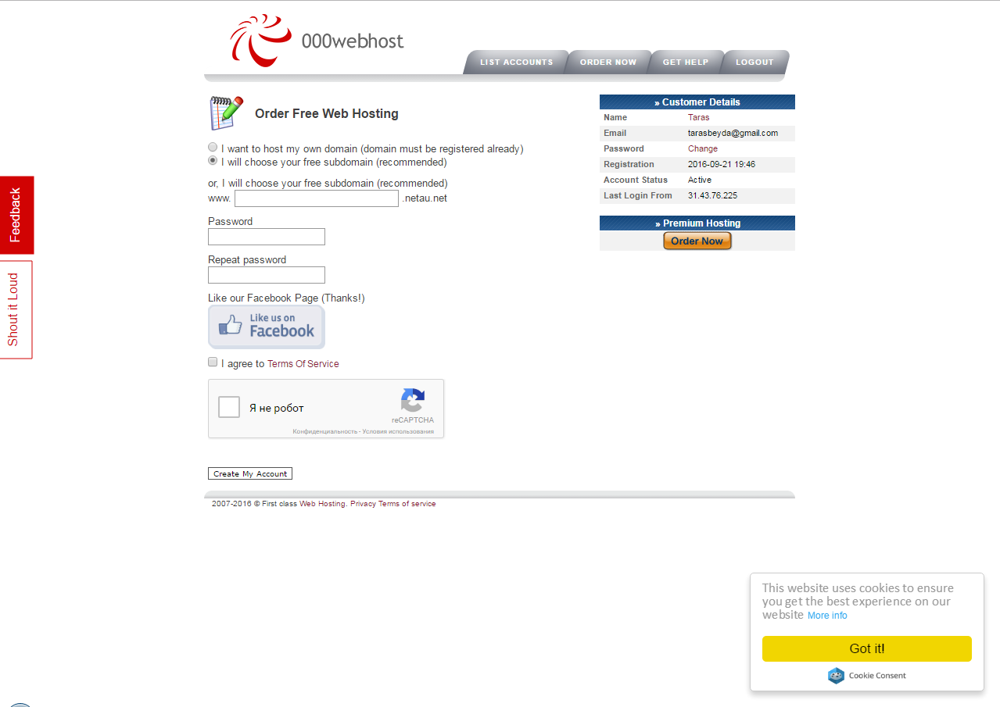 000webhost
LIST ACCOUNTS ORDER NOW GET HELP LOGOUT
Order Free Web Hosting
I want to host my own domain (domain must be registered already)
I will choose your free subdomain (recommended)
or, I will choose your free subdomain (recommended)
www. .netau.net
Password
Repeat password
Like our Facebook Page (Thanks!)
Like us on
Facebook
I agree to Terms Of Service
Я не робот
reCAPTCHA
Конфиденциальность - Условия использования
Create My Account
2007-2016 © First class Web Hosting. Privacy Terms of service
» Customer Details
Name Taras
Email tarasbeyda@gmail.com
Password Change
Registration 2016-09-21 19:46
Account Status Active
Last Login From 31.43.76.225
» Premium Hosting
Order Now
Feedback
Shout it Loud
This website uses cookies to ensure
you get the best experience on our
website More info
Got it!
Cookie Consent